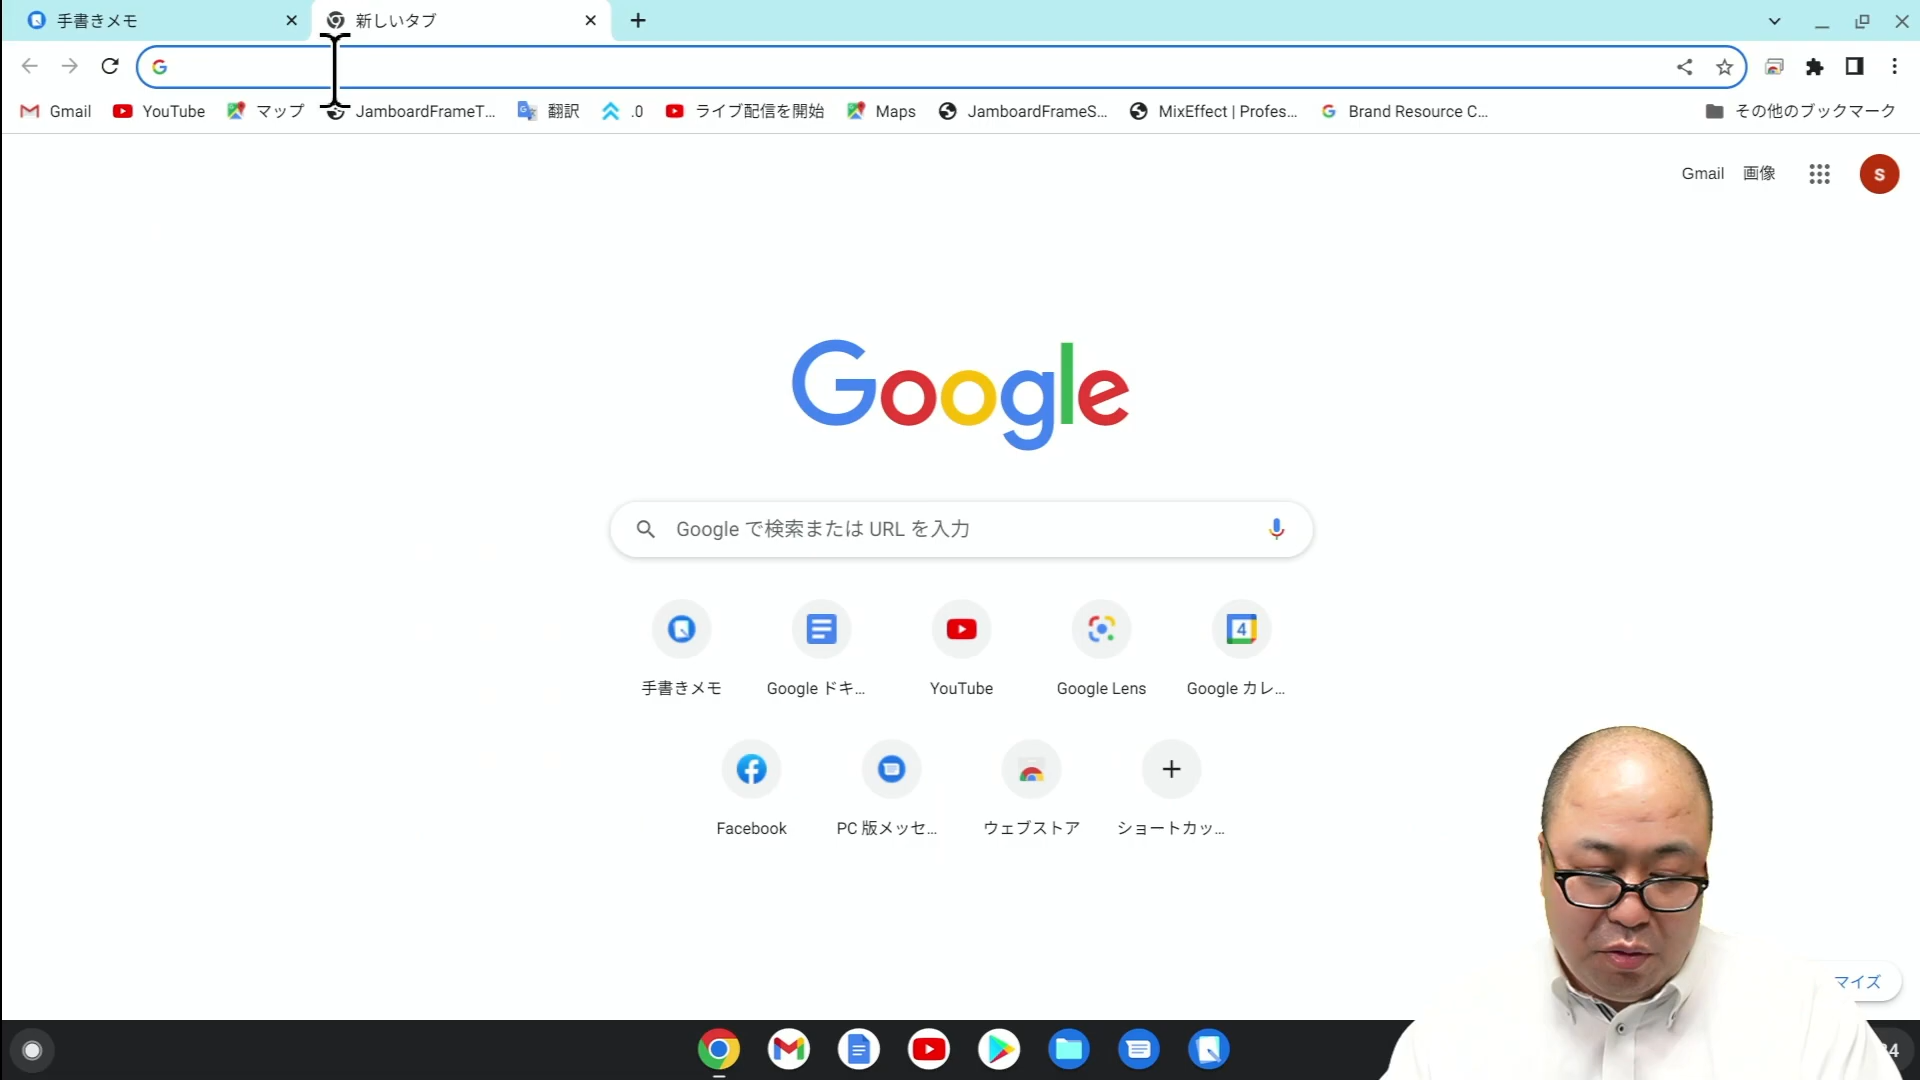 手書きメモ
新しいタブ
Gmail
YouTube
マップ
JamboardFrameT...
翻訳
.0
ライブ配信を開始
Maps
JamboardFrameS...
MixEffect | Profes...
Brand Resource C...
その他のブックマーク
Gmail
画像
S
Google
Google で検索または URL を入力
4
手書きメモ
Google ドキ...
YouTube
Google Lens
Google カレ...
Facebook
PC 版メッセ...
ウェブストア
ショートカッ...
マイズ
34